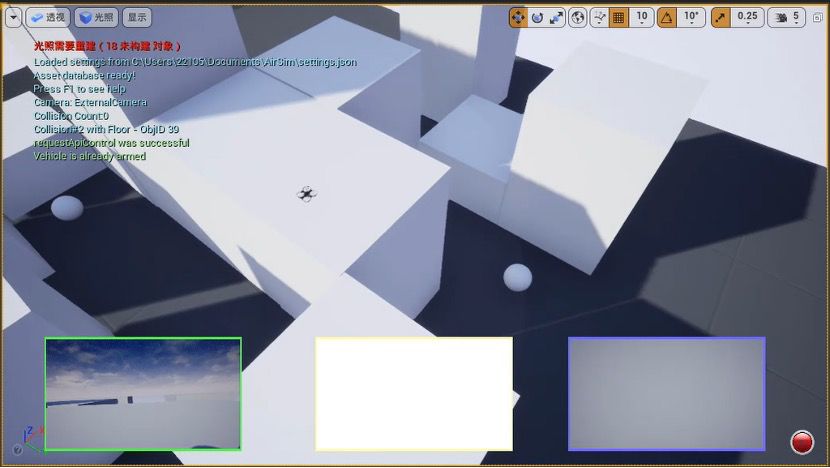 透视
光照
显示
10
10°
0.25
5
光照需要重建（18 未构建 对象）
Loaded settings from C:\Users\22105\Documents\AirSim\settings.json
Asset database ready!
Press F1 to see help
Camera: ExternalCamera
Collision Count:0
Collision#2 with Floor - ObjID 39
requestApiControl was successful
Vehicle is already armed
Z
X